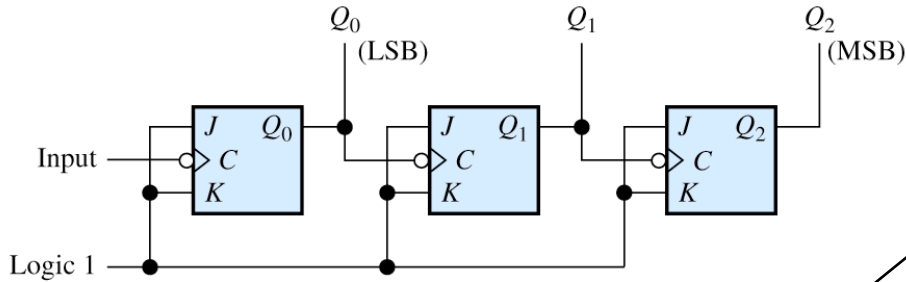 Q₀ Q₁ Q₂
(LSB) (MSB)
J Q₀ J Q₁ J Q₂
Input C C C
K K K
Logic 1